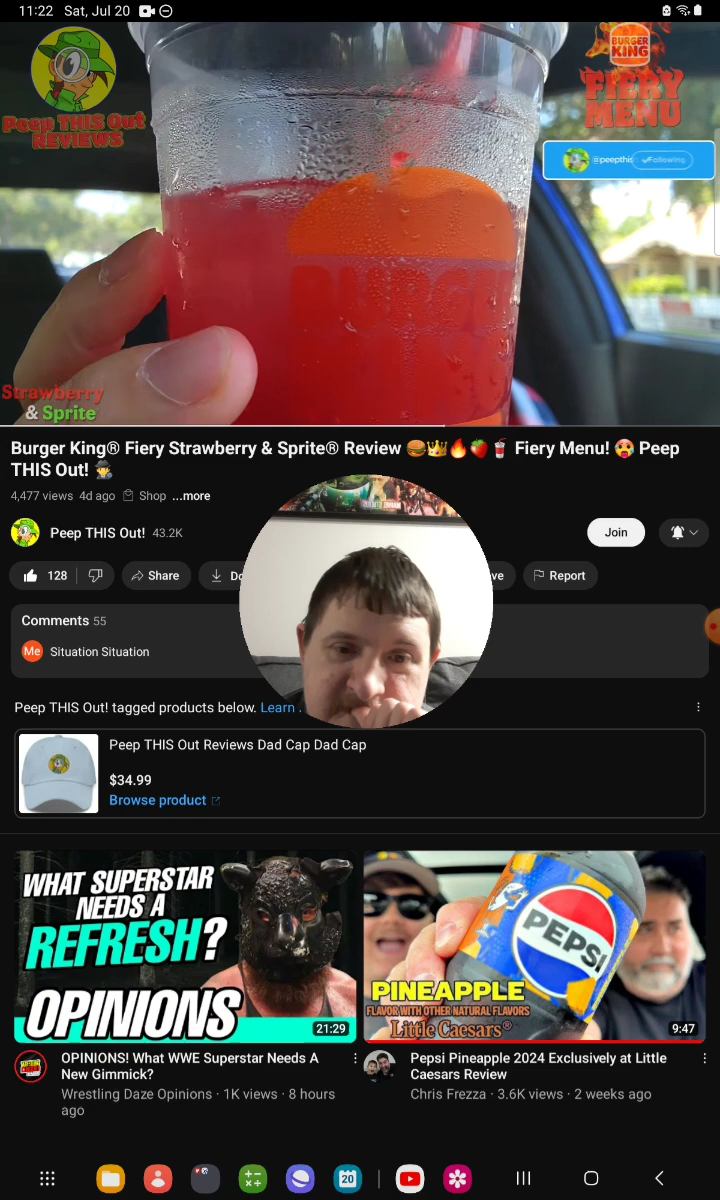 11:22 Sat, Jul 20
Peep THIS Out
REVIEWS
BURGER
KING
FIERY
MENU
@peepthis
Following
BURGE
Strawberry
& Sprite
Burger King® Fiery Strawberry & Sprite® Review 🍔👑🔥🍓🥤 Fiery Menu! 🥵 Peep
THIS Out! 🕵️
4,477 views 4d ago Shop ...more
Peep THIS Out! 43.2K
Join
128 Share Do ve Report
Comments 55
Me Situation Situation
Peep THIS Out! tagged products below. Learn
Peep THIS Out Reviews Dad Cap Dad Cap
$34.99
Browse product
WHAT SUPERSTAR
NEEDS A
REFRESH?
OPINIONS
21:29
PEPSI
PINEAPPLE
FLAVOR WITH OTHER NATURAL FLAVORS
Little Caesars®
9:47
OPINIONS! What WWE Superstar Needs A
New Gimmick?
Wrestling Daze Opinions · 1K views · 8 hours
ago
Pepsi Pineapple 2024 Exclusively at Little
Caesars Review
Chris Frezza · 3.6K views · 2 weeks ago
20